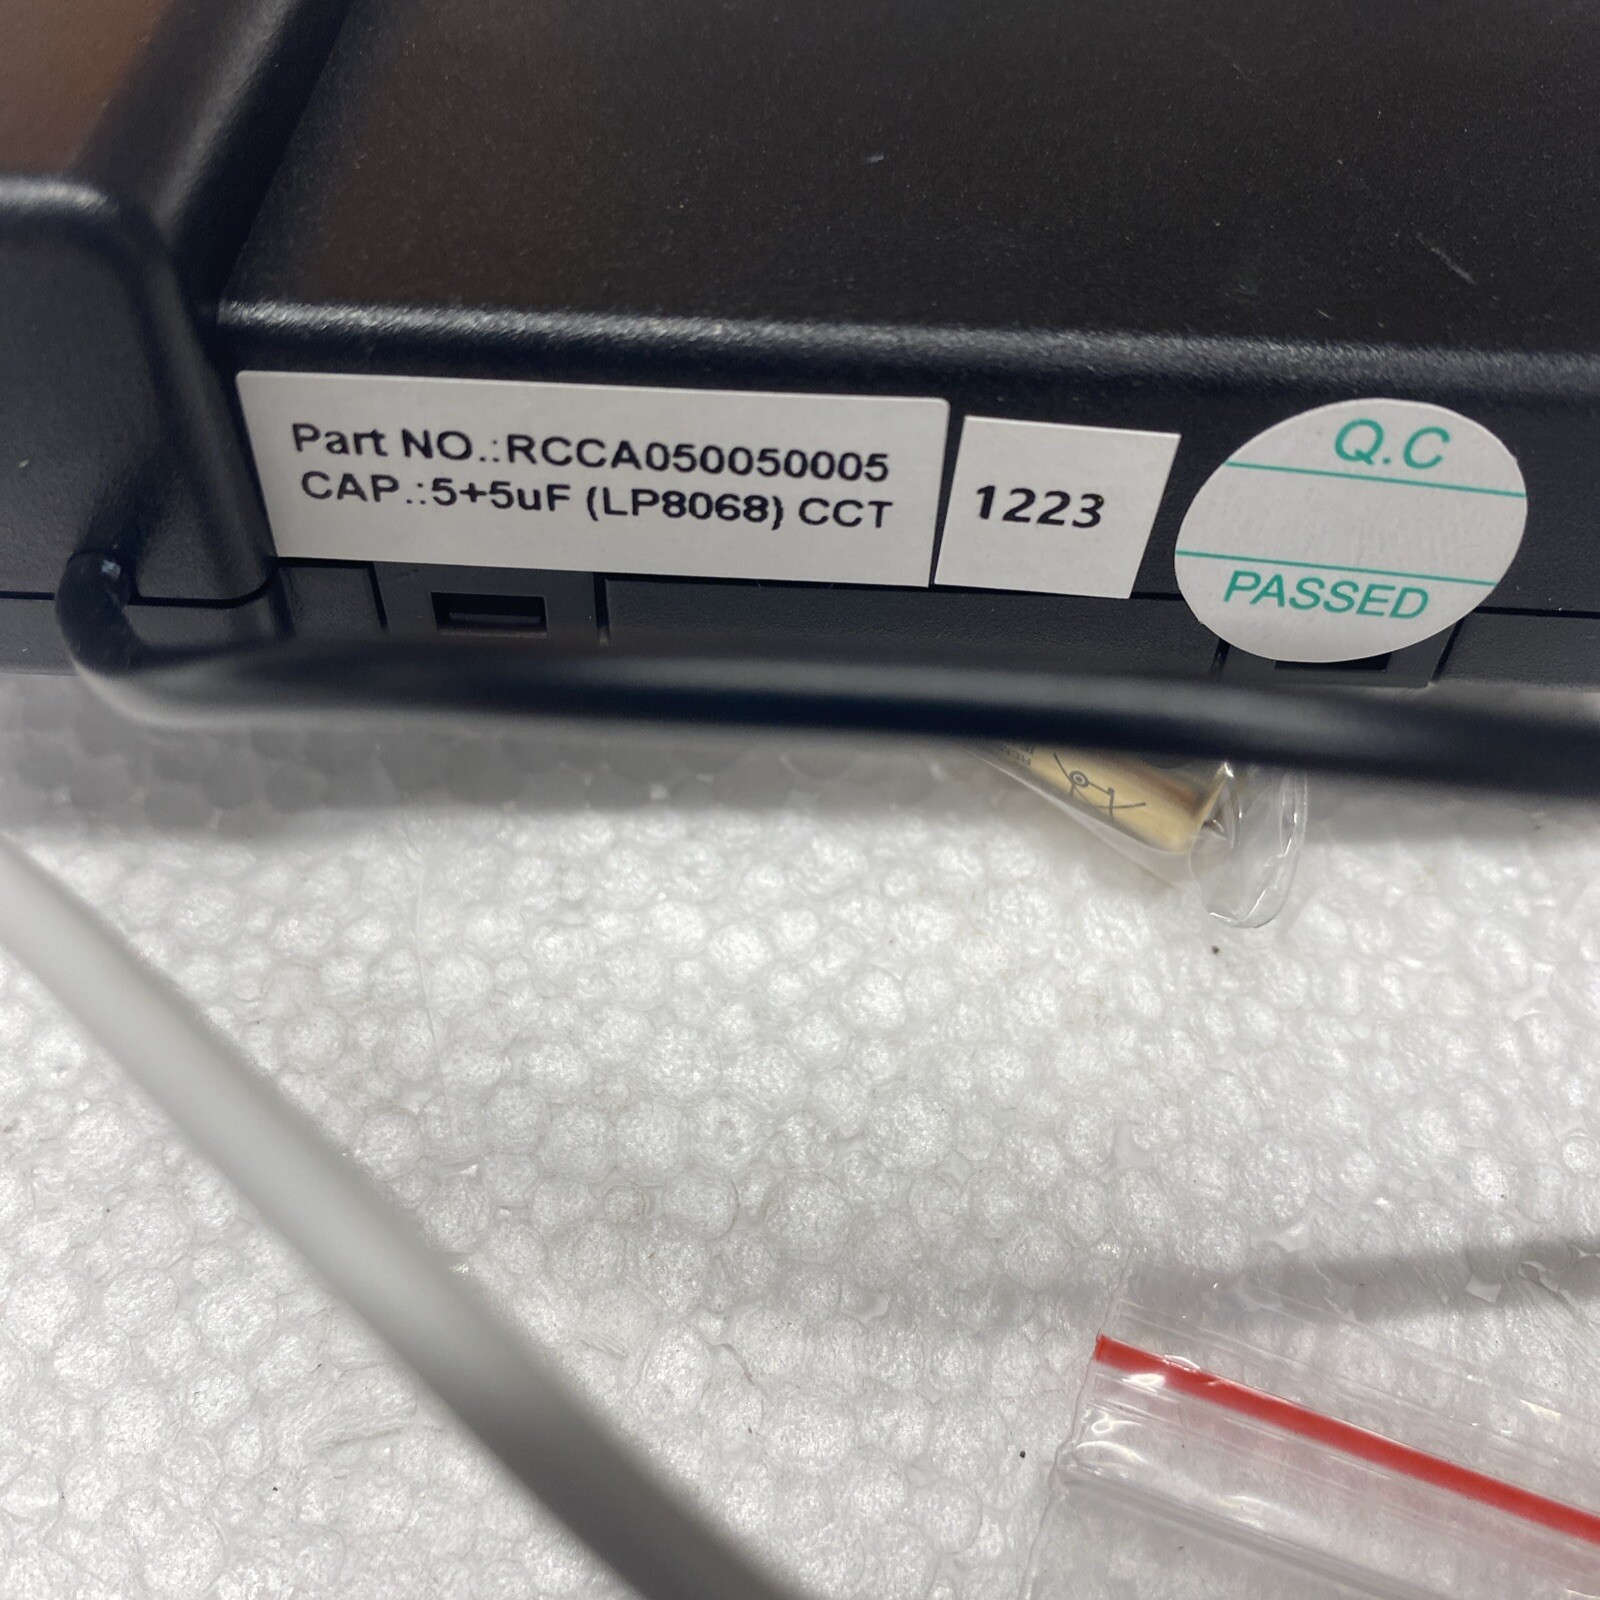 Part NO.:RCCA050050005
CAP.:5+5uF (LP8068) CCT
1223
Q.C
PASSED